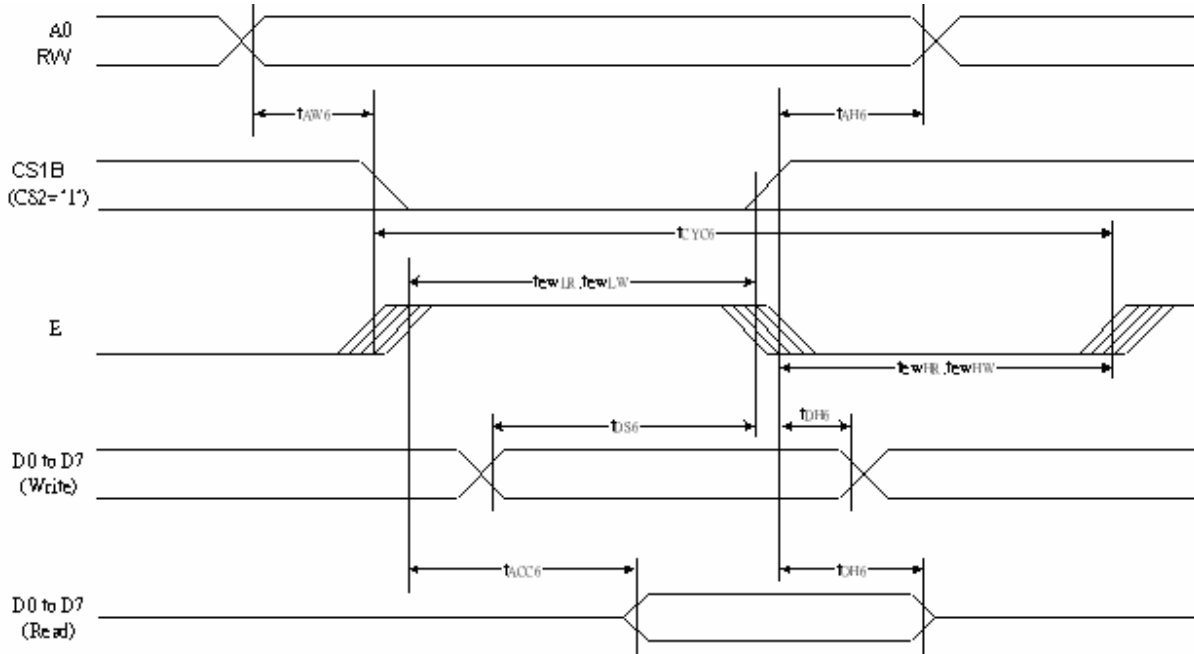 A0
RW
tAW6
tAH6
CS1B
(CS2="1")
tCYC6
tewLR,tewLW
E
tewHR,tewHW
tDS6
tDH6
D0 to D7
(Write)
tACC6
tOH6
D0 to D7
(Read)